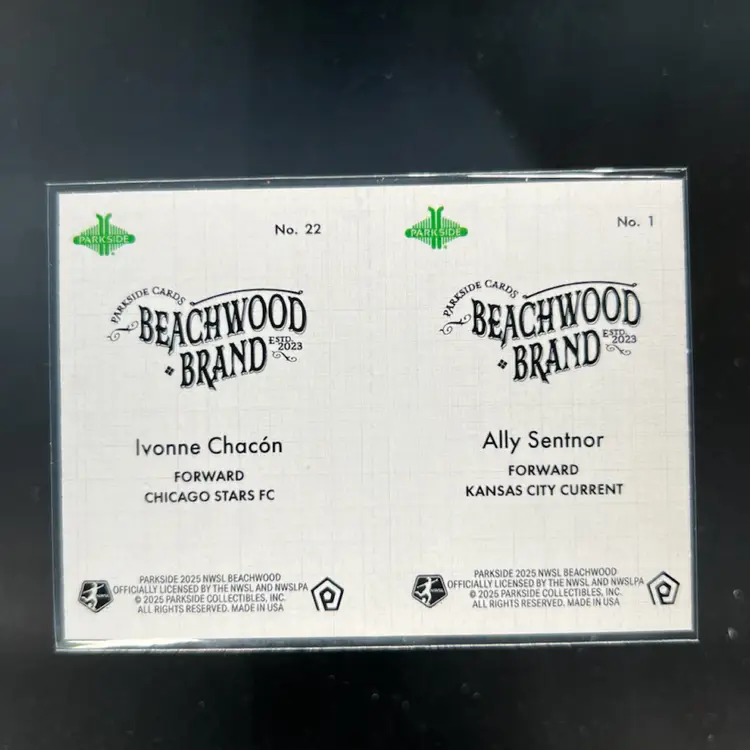 PARKSIDE
No. 22
PARKSIDE CARDS
BEACHWOOD
BRAND
ESTD.
2023
Ivonne Chacón
FORWARD
CHICAGO STARS FC
PARKSIDE 2025 NWSL BEACHWOOD
OFFICIALLY LICENSED BY THE NWSL AND NWSLPA
© 2025 PARKSIDE COLLECTIBLES, INC.
ALL RIGHTS RESERVED. MADE IN USA
PARKSIDE
No. 1
PARKSIDE CARDS
BEACHWOOD
BRAND
ESTD.
2023
Ally Sentnor
FORWARD
KANSAS CITY CURRENT
PARKSIDE 2025 NWSL BEACHWOOD
OFFICIALLY LICENSED BY THE NWSL AND NWSLPA
© 2025 PARKSIDE COLLECTIBLES, INC.
ALL RIGHTS RESERVED. MADE IN USA